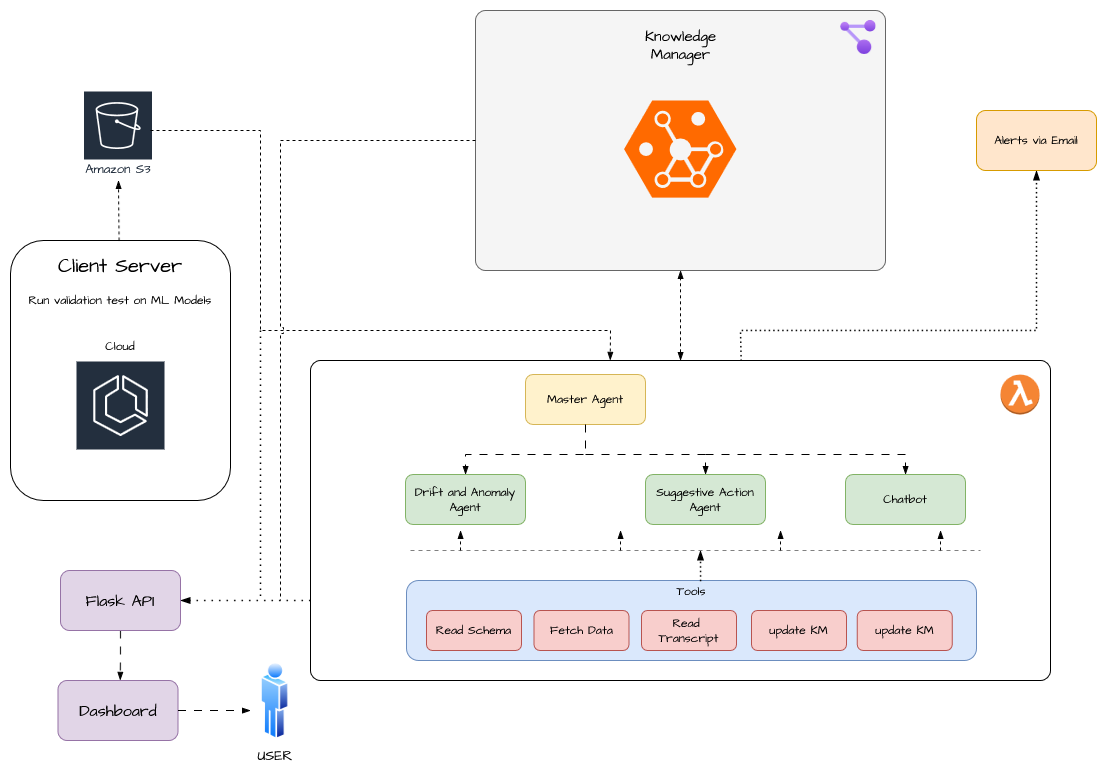 Knowledge
Manager
Amazon S3
Alerts via Email
Client Server
Run validation test on ML Models
Cloud
Master Agent
Drift and Anomaly
Agent
Suggestive Action
Agent
Chatbot
Tools
Read Schema
Fetch Data
Read
Transcript
update KM
update KM
Flask API
Dashboard
USER